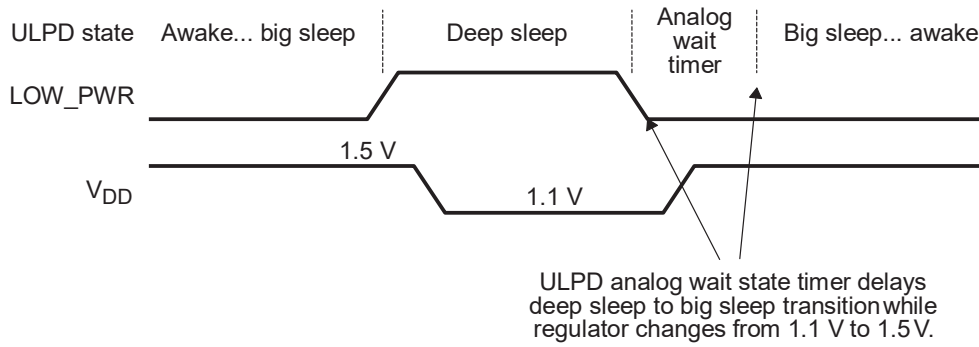 ULPD state
Awake... big sleep
Deep sleep
Analog
wait
timer
Big sleep... awake
LOW_PWR
1.5 V
VDD
1.1 V
ULPD analog wait state timer delays
deep sleep to big sleep transition while
regulator changes from 1.1 V to 1.5 V.